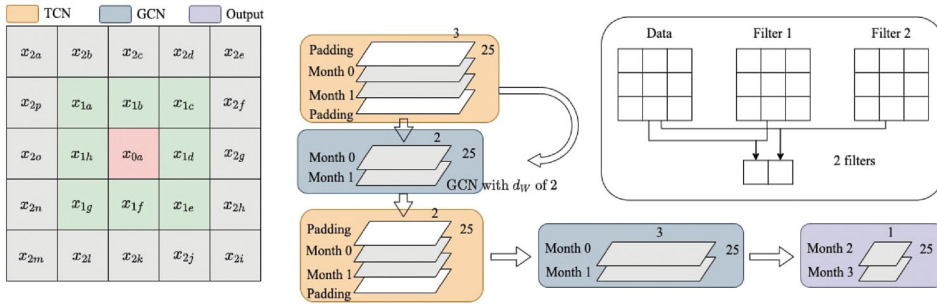 TCN GCN Output
x2a x2b x2c x2d x2e
x2p x1a x1b x1c x2f
x2o x1h x0a x1d x2g
x2n x1g x1f x1e x2h
x2m x2l x2k x2j x2i
3
Padding 25
Month 0
Month 1
Padding
2
Month 0 25
Month 1
GCN with dW of 2
2
Padding 25
Month 0
Month 1
Padding
3
Month 0 25
Month 1
1
Month 2 25
Month 3
Data Filter 1 Filter 2
2 filters